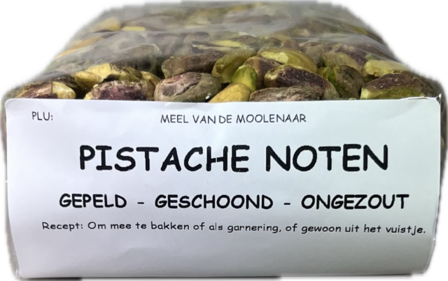 PLU:
MEEL VAN DE MOOLENAAR
PISTACHE NOTEN
GEPELD - GESCHOOND - ONGEZOUT
Recept: Om mee te bakken of als garnering, of gewoon uit het vuistje.